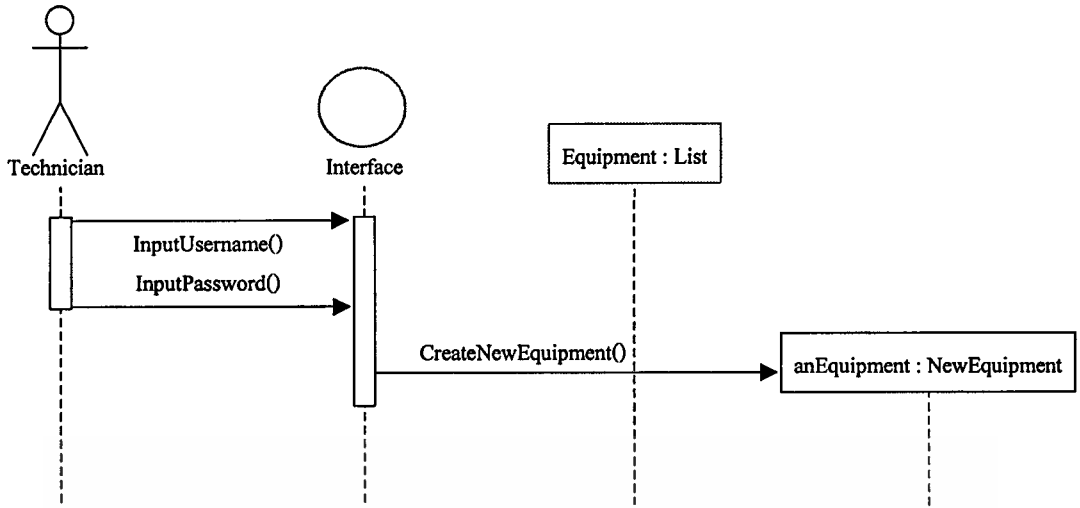 Technician
Interface
Equipment : List
InputUsername()
InputPassword()
CreateNewEquipment()
anEquipment : NewEquipment